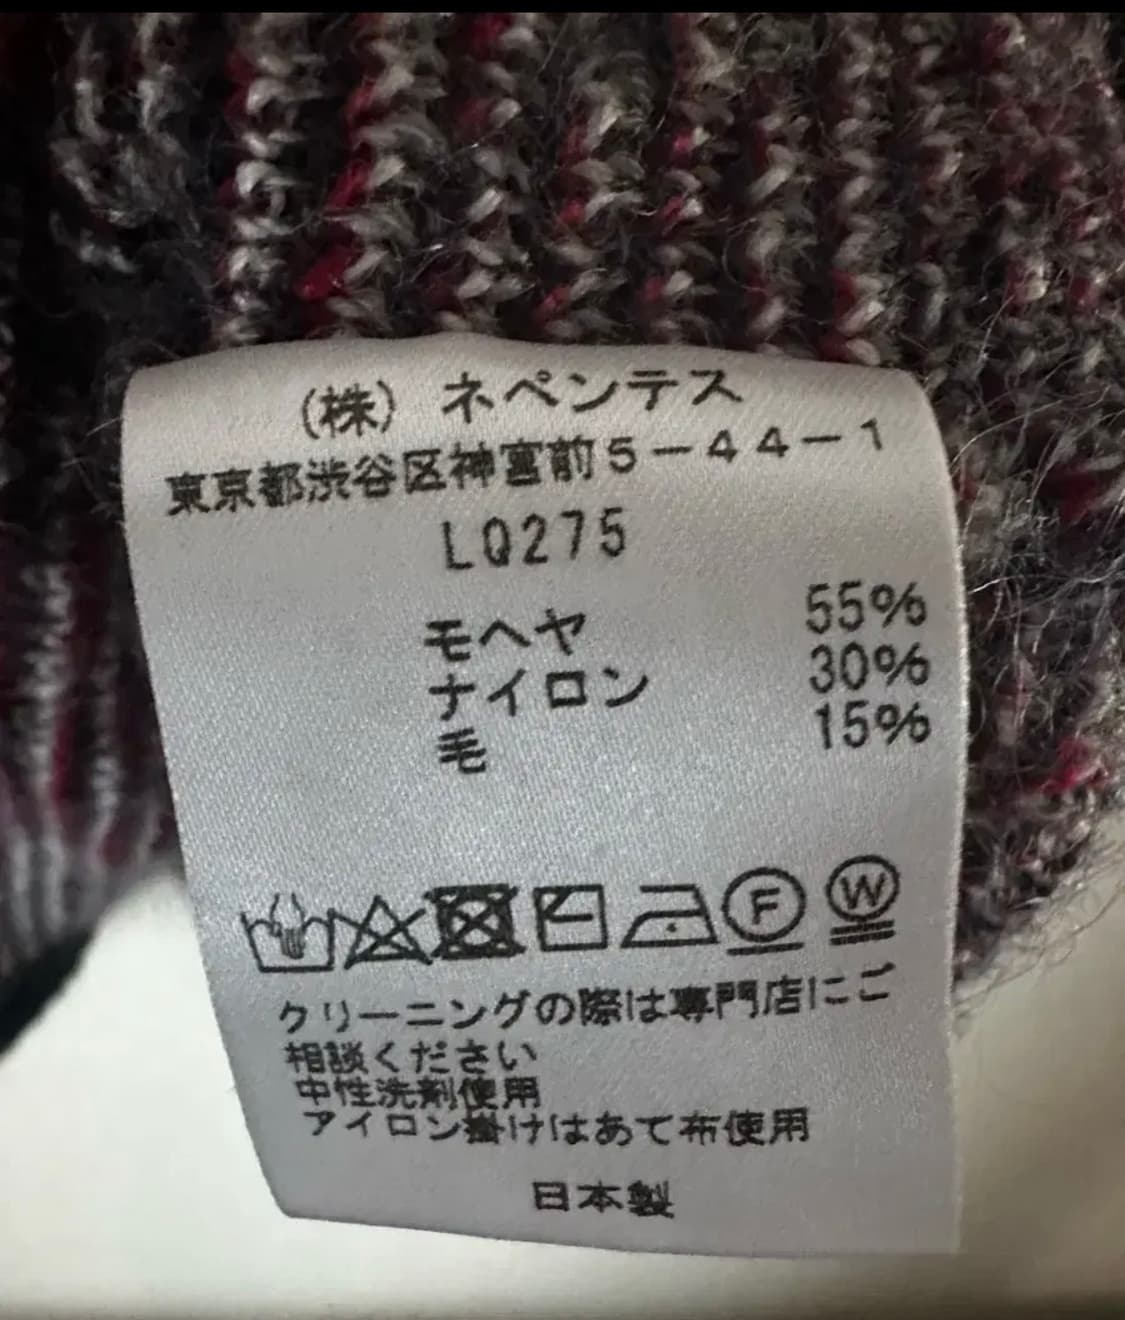 (株) ネペンテス
東京都渋谷区神宮前5-44-1
LQ275
モヘヤ 55%
ナイロン 30%
毛 15%
F W
クリーニングの際は専門店にご
相談ください
中性洗剤使用
アイロン掛けはあて布使用
日本製